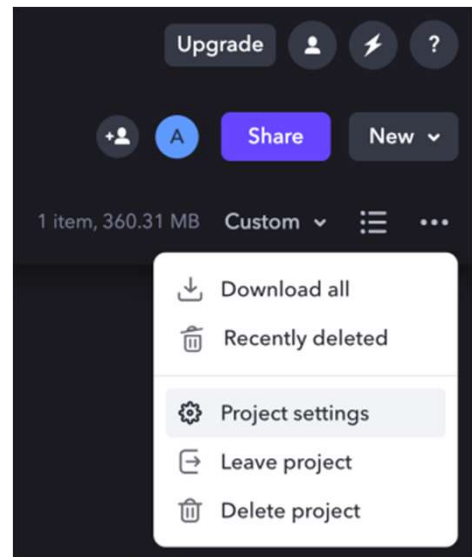 Upgrade ?
A Share New
1 item, 360.31 MB Custom
Download all
Recently deleted
Project settings
Leave project
Delete project